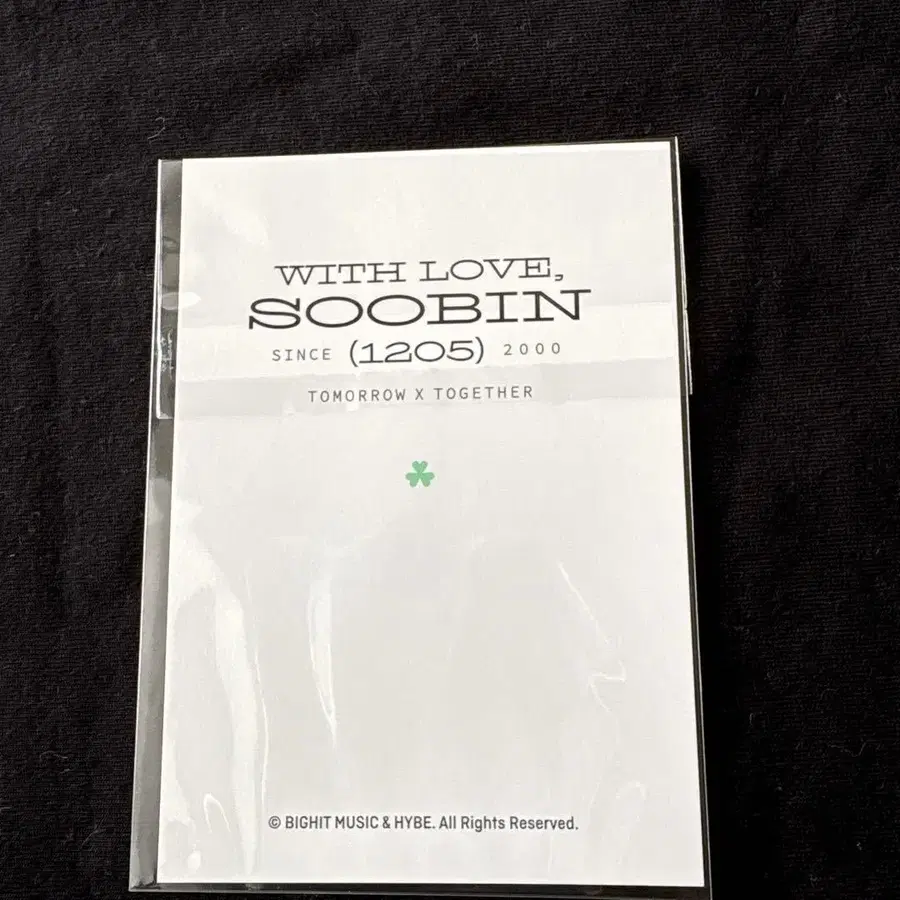 WITH LOVE,
SOOBIN
SINCE (1205) 2000
TOMORROW X TOGETHER
© BIGHIT MUSIC & HYBE. All Rights Reserved.